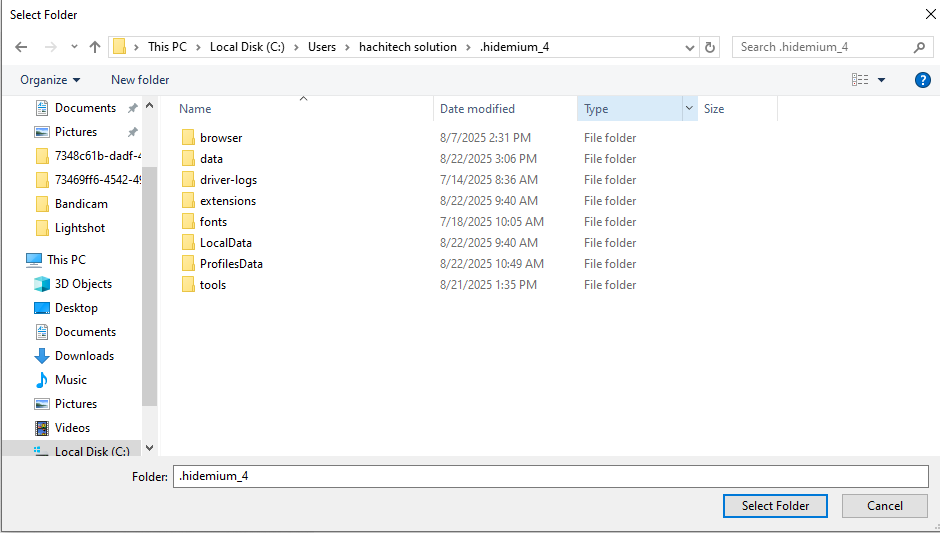 Select Folder
This PC > Local Disk (C:) > Users > hachitech solution > .hidemium_4
Search .hidemium_4
Organize
New folder
Documents
Pictures
7348c61b-dadf-4
73469ff6-4542-49
Bandicam
Lightshot
This PC
3D Objects
Desktop
Documents
Downloads
Music
Pictures
Videos
Local Disk (C:)
Name Date modified Type Size
browser 8/7/2025 2:31 PM File folder
data 8/22/2025 3:06 PM File folder
driver-logs 7/14/2025 8:36 AM File folder
extensions 8/22/2025 9:40 AM File folder
fonts 7/18/2025 10:05 AM File folder
LocalData 8/22/2025 9:40 AM File folder
ProfilesData 8/22/2025 10:49 AM File folder
tools 8/21/2025 1:35 PM File folder
Folder: .hidemium_4
Select Folder Cancel